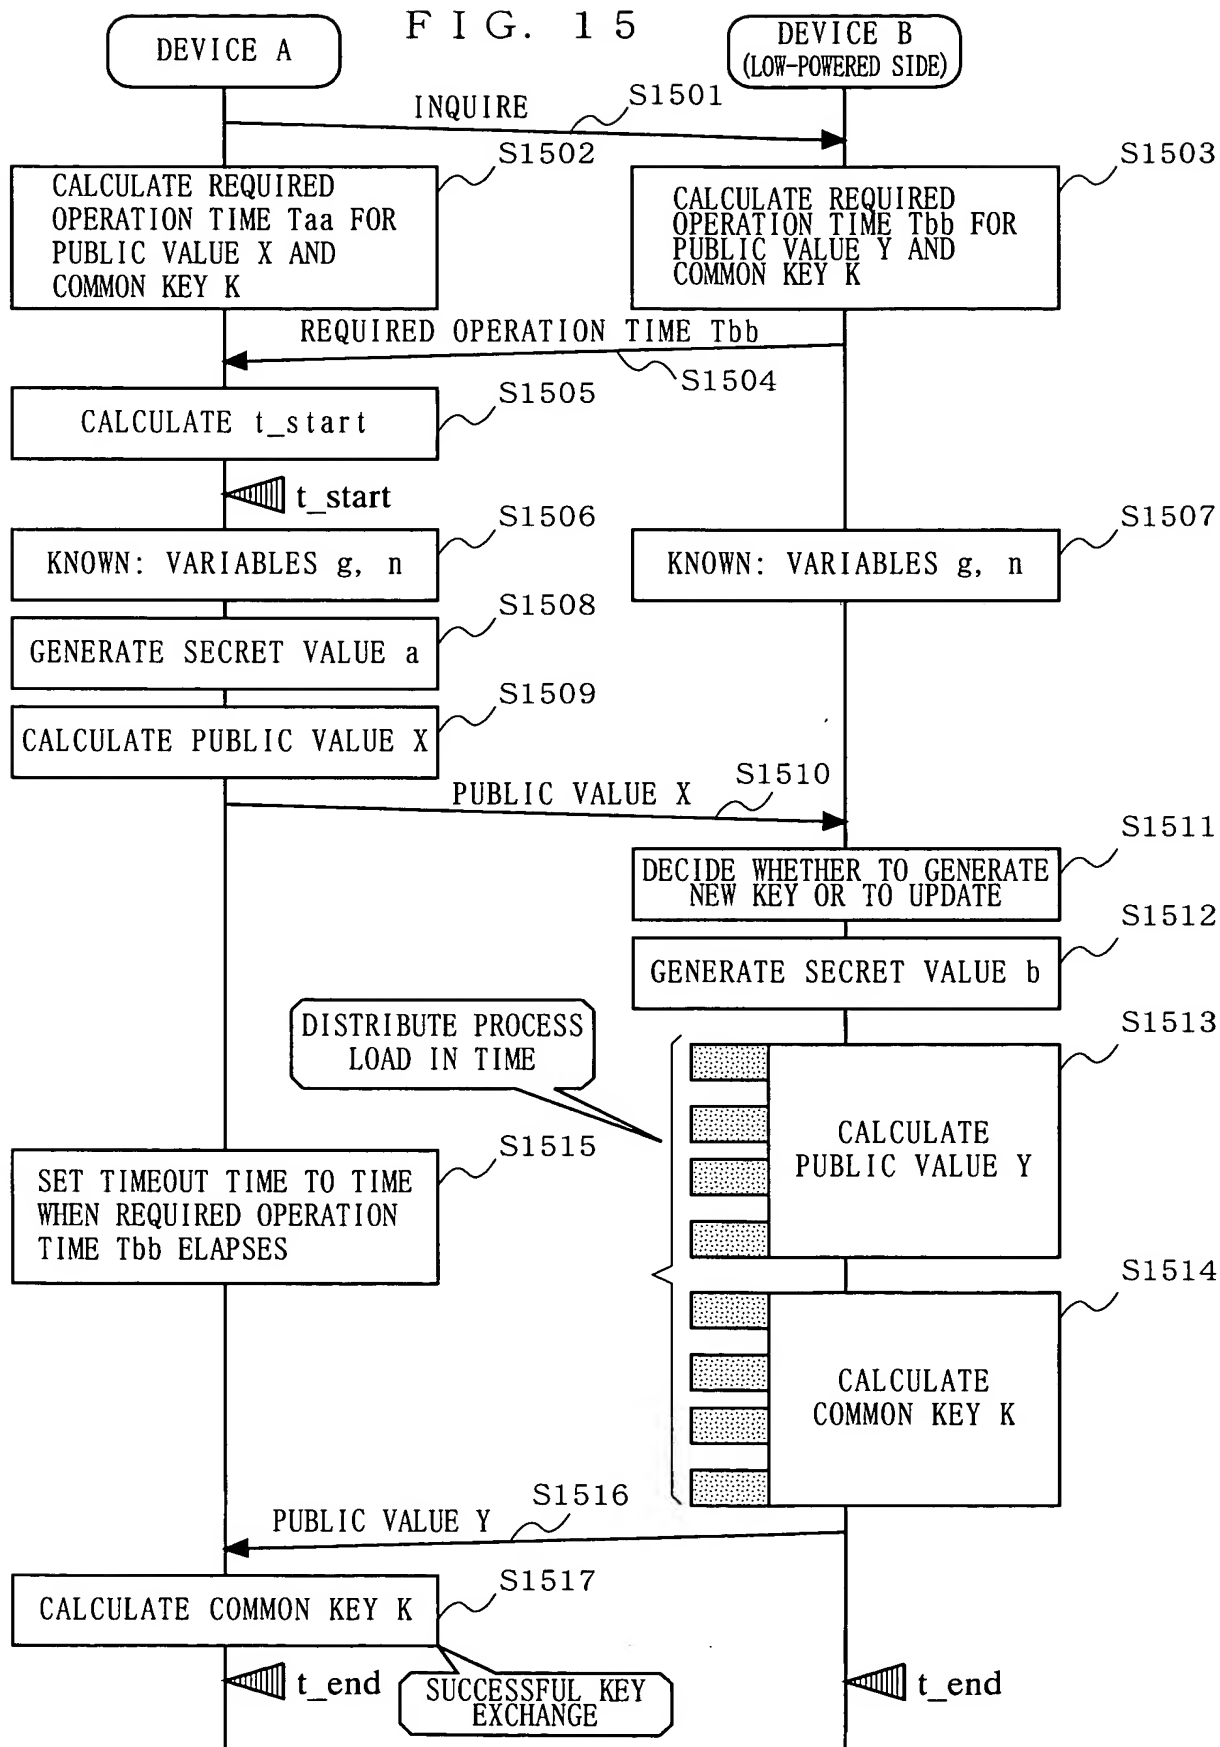 FIG. 15
DEVICE A
DEVICE B
(LOW-POWERED SIDE)
INQUIRE
S1501
S1502
CALCULATE REQUIRED
OPERATION TIME Taa FOR
PUBLIC VALUE X AND
COMMON KEY K
S1503
CALCULATE REQUIRED
OPERATION TIME Tbb FOR
PUBLIC VALUE Y AND
COMMON KEY K
REQUIRED OPERATION TIME Tbb
S1504
S1505
CALCULATE t_start
t_start
S1506
KNOWN: VARIABLES g, n
S1507
KNOWN: VARIABLES g, n
S1508
GENERATE SECRET VALUE a
S1509
CALCULATE PUBLIC VALUE X
PUBLIC VALUE X
S1510
S1511
DECIDE WHETHER TO GENERATE
NEW KEY OR TO UPDATE
S1512
GENERATE SECRET VALUE b
DISTRIBUTE PROCESS
LOAD IN TIME
S1513
CALCULATE
PUBLIC VALUE Y
S1515
SET TIMEOUT TIME TO TIME
WHEN REQUIRED OPERATION
TIME Tbb ELAPSES
S1514
CALCULATE
COMMON KEY K
PUBLIC VALUE Y
S1516
S1517
CALCULATE COMMON KEY K
t_end
SUCCESSFUL KEY
EXCHANGE
t_end